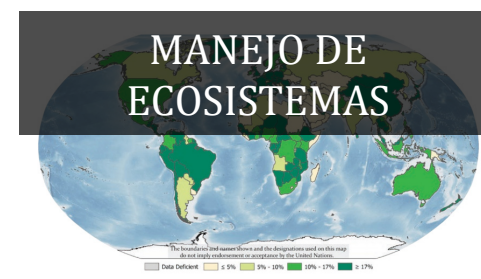 MANEJO DE
ECOSISTEMAS
The boundaries and names shown and the designations used on this map
do not imply endorsement or acceptance by the United Nations.
Data Deficient ≤ 5% 5% - 10% 10% - 17% ≥ 17%